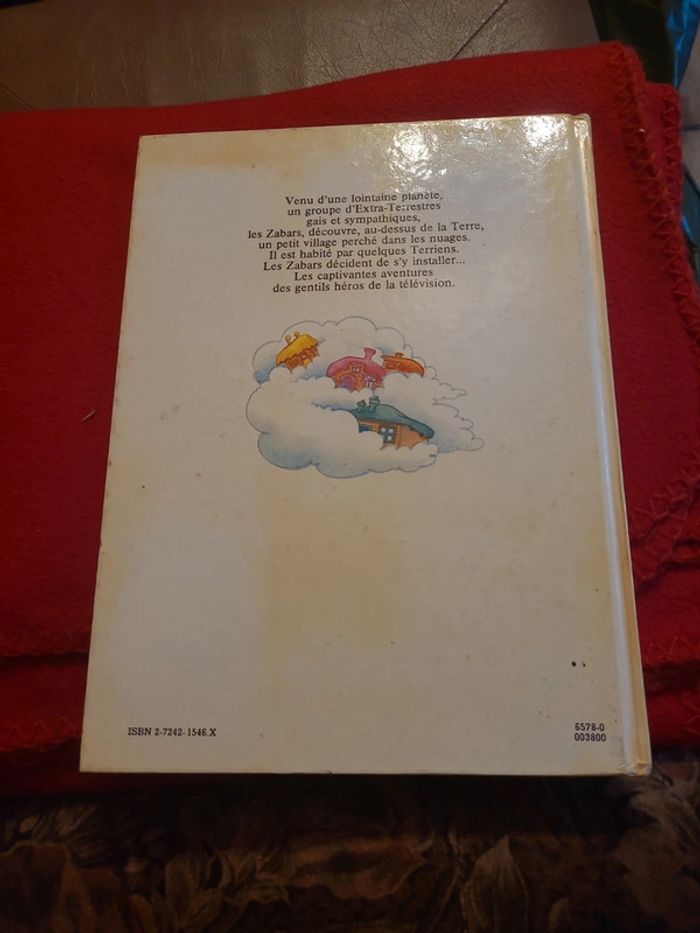 Venu d'une lointaine planète,
un groupe d'Extra-Terrestres
gais et sympathiques,
les Zabars, découvre, au-dessus de la Terre,
un petit village perché dans les nuages.
Il est habité par quelques Terriens.
Les Zabars décident de s'y installer...
Les captivantes aventures
des gentils héros de la télévision.
ISBN 2-7242-1546.X
6578-0
003800